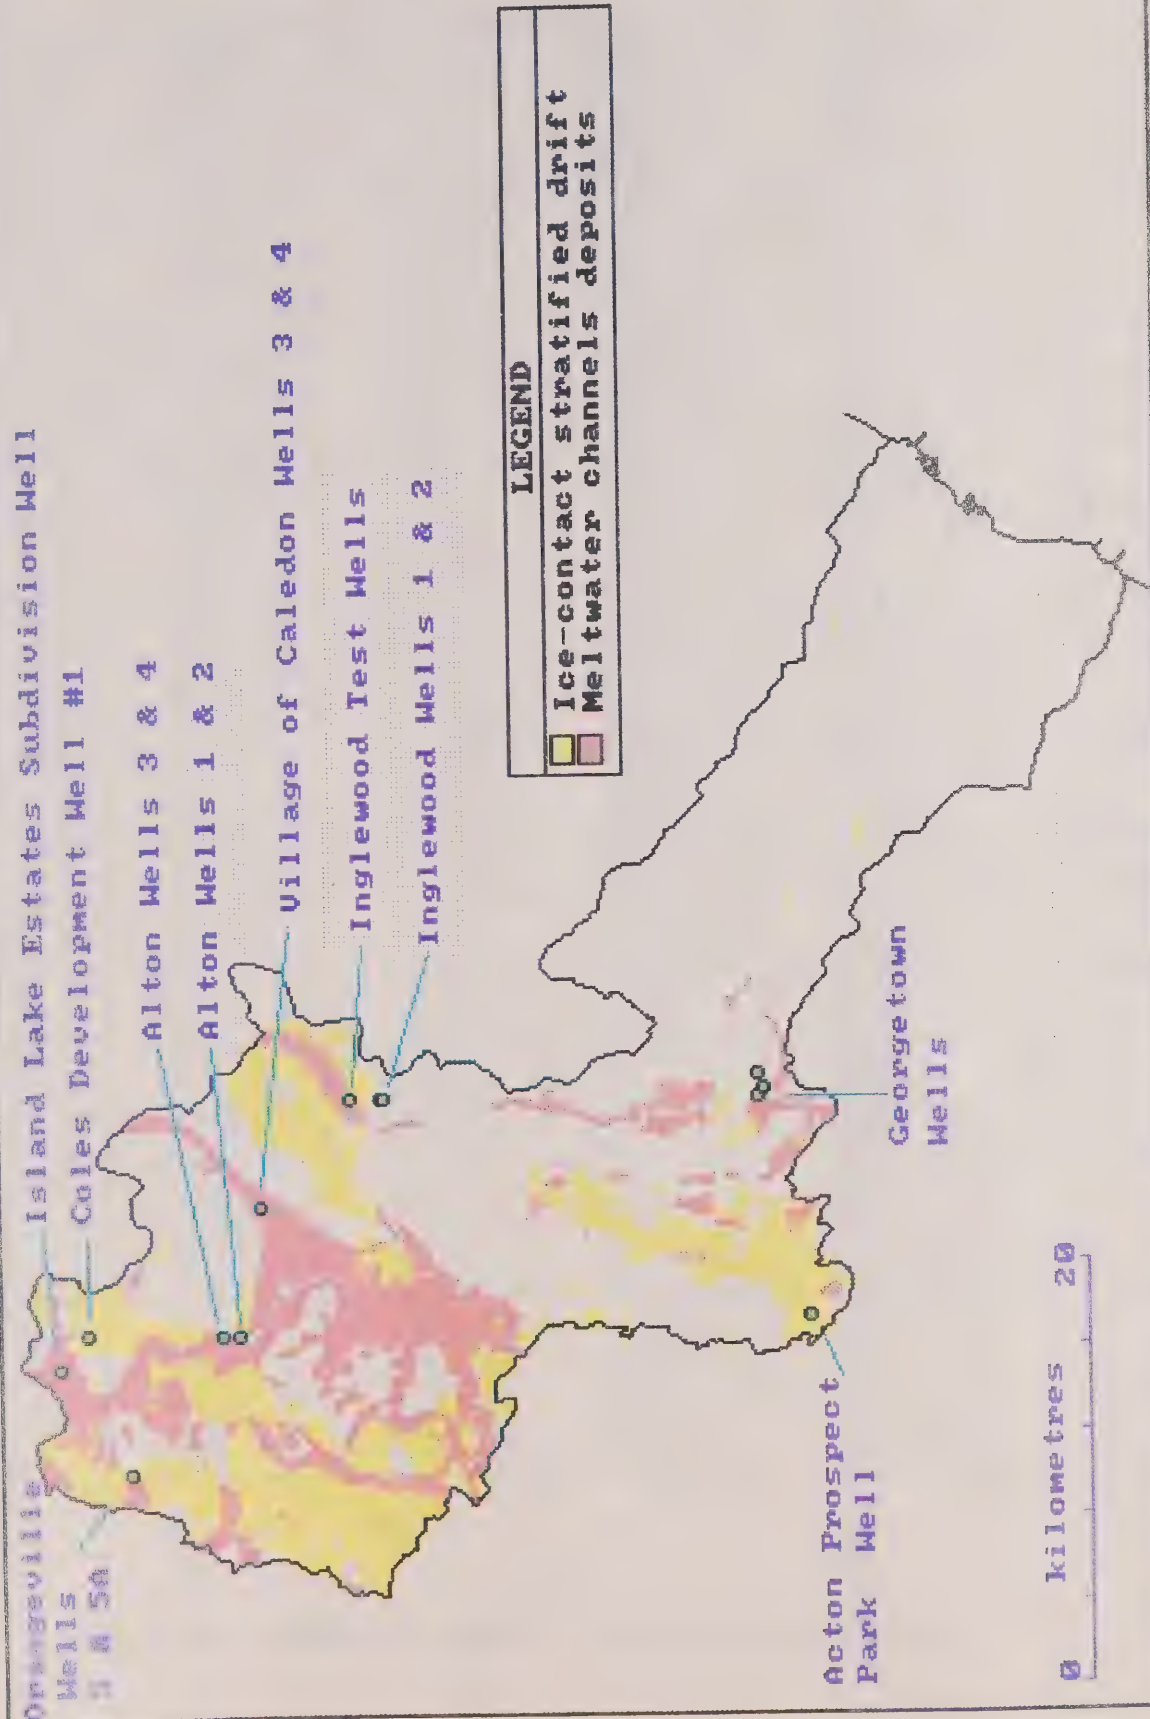 Island Lake Estates Subdivision Well
Coles Development Well #1
Alton Wells 3 & 4
Alton Wells 1 & 2
Village of Caledon Wells 3 & 4
Inglewood Test Wells
Inglewood Wells 1 & 2
Orangeville
Wells
& 5A
LEGEND
Ice-contact stratified drift
Meltwater channels deposits
Georgetown
Wells
Acton Prospect
Park Well
0 kilometres 20